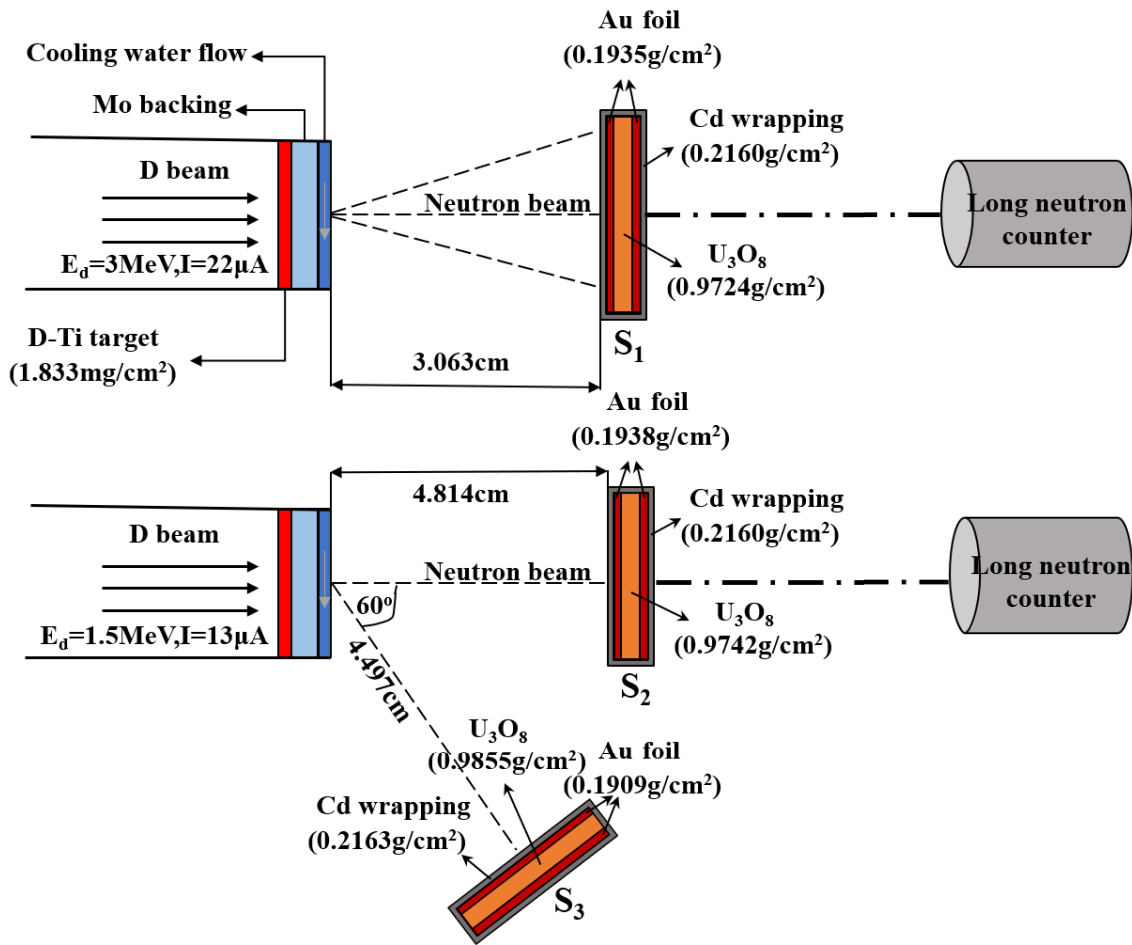 Au foil
(0.1935g/cm²)
Cooling water flow
Mo backing
Cd wrapping
(0.2160g/cm²)
D beam
Neutron beam
Long neutron
counter
E_d=3MeV,I=22μA
U₃O₈
(0.9724g/cm²)
D-Ti target
(1.833mg/cm²)
S₁
3.063cm
Au foil
(0.1938g/cm²)
4.814cm
Cd wrapping
(0.2160g/cm²)
D beam
Neutron beam
Long neutron
counter
60°
E_d=1.5MeV,I=13μA
U₃O₈
(0.9742g/cm²)
4.497cm
S₂
U₃O₈
(0.9855g/cm²)
Au foil
(0.1909g/cm²)
Cd wrapping
(0.2163g/cm²)
S₃